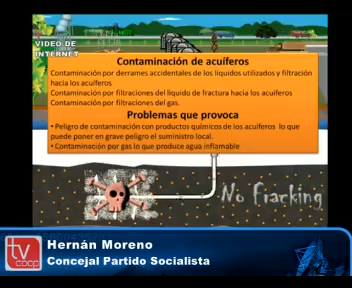 VIDEO DE
INTERNET
Contaminación de acuíferos
Contaminación por derrames accidentales de los líquidos utilizados y filtración
hacia los acuíferos
Contaminación por filtraciones del líquido de fractura hacia los acuíferos
Contaminación por filtraciones del gas.
Problemas que provoca
• Peligro de contaminación con productos químicos de los acuíferos lo que
puede poner en grave peligro el suministro local.
• Contaminación por gas lo que produce agua inflamable
No Fracking
tv
coop
Hernán Moreno
Concejal Partido Socialista